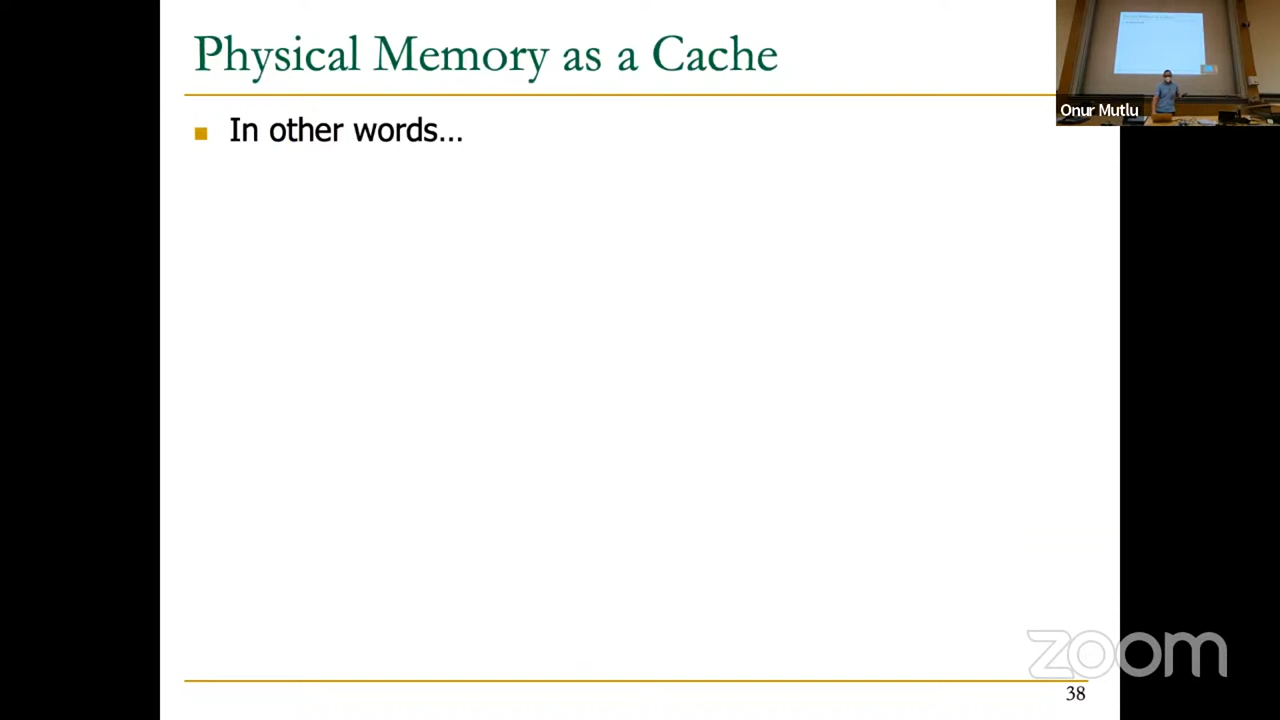 Physical Memory as a Cache
Onur Mutlu
In other words...
zoom
38